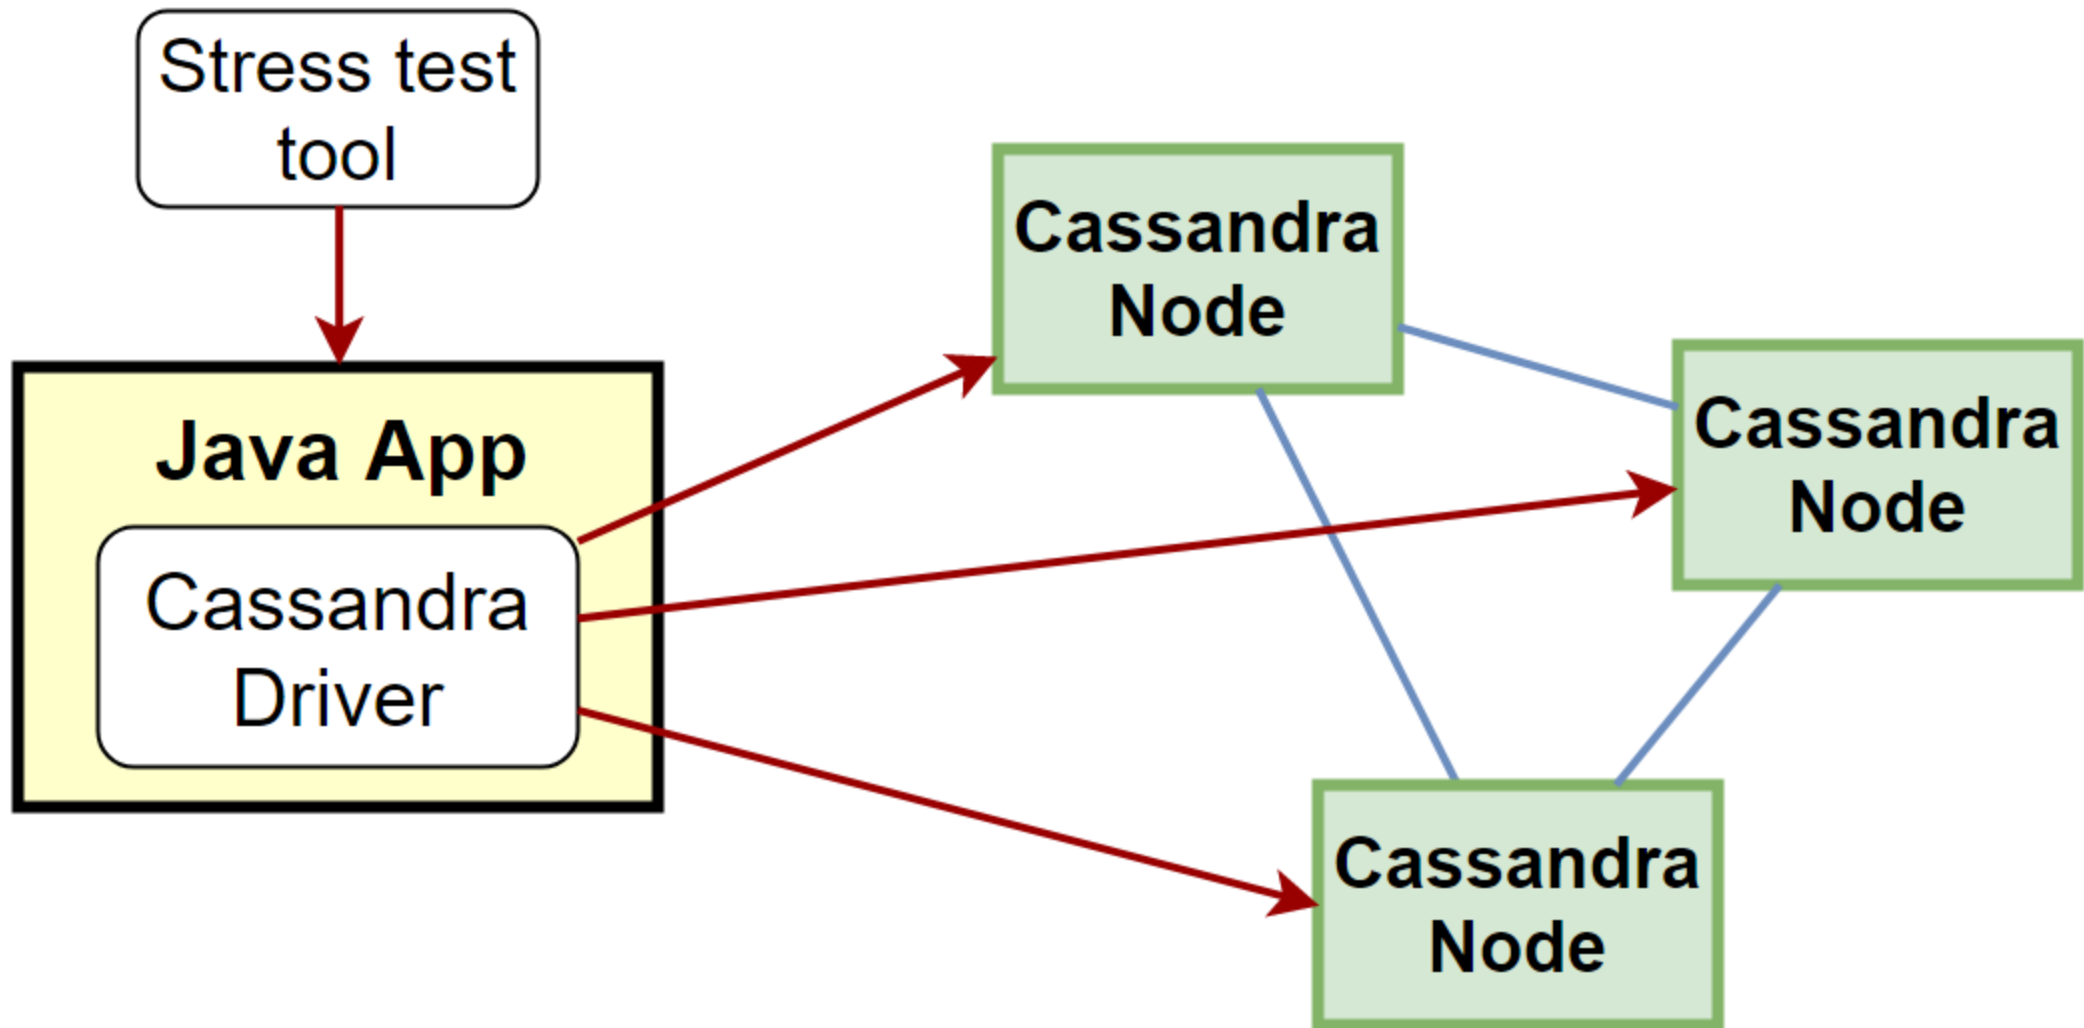 Stress test
tool
Java App
Cassandra
Driver
Cassandra
Node
Cassandra
Node
Cassandra
Node